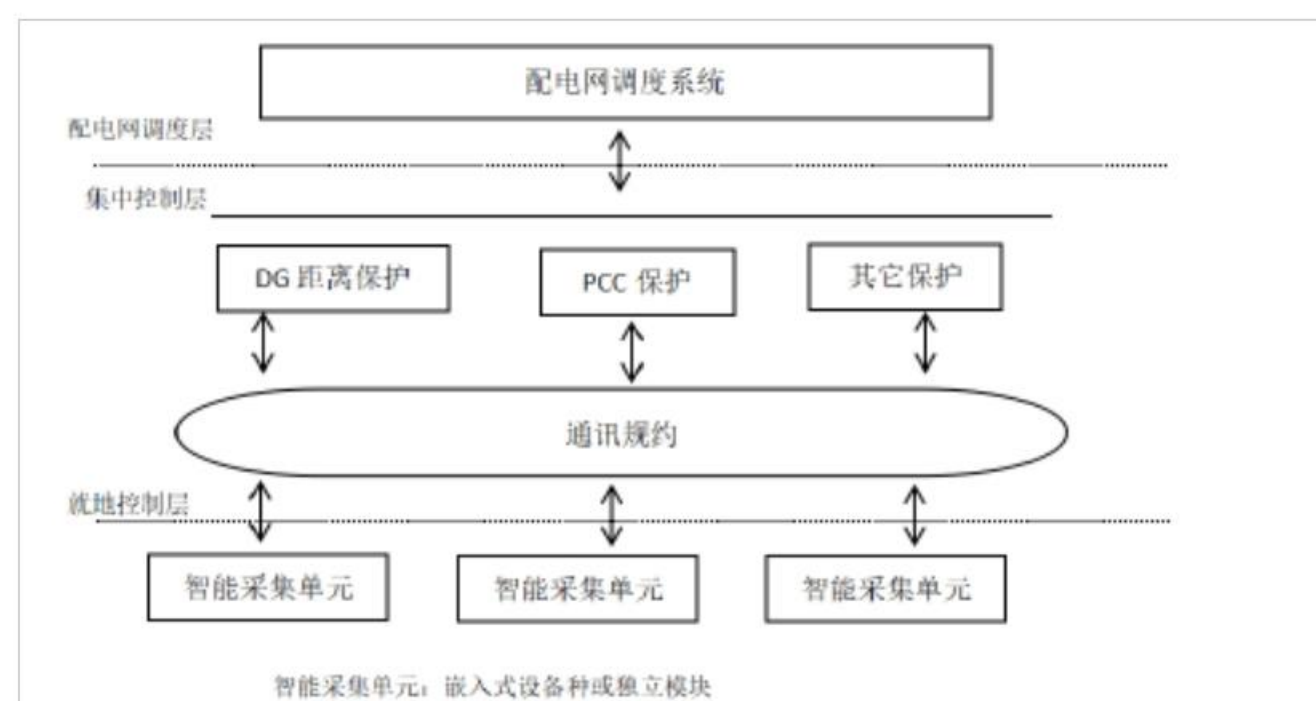 配电网调度系统
配电网调度层
集中控制层
DG 距离保护
PCC 保护
其它保护
通讯规约
就地控制层
智能采集单元
智能采集单元
智能采集单元
智能采集单元：嵌入式设备种或独立模块